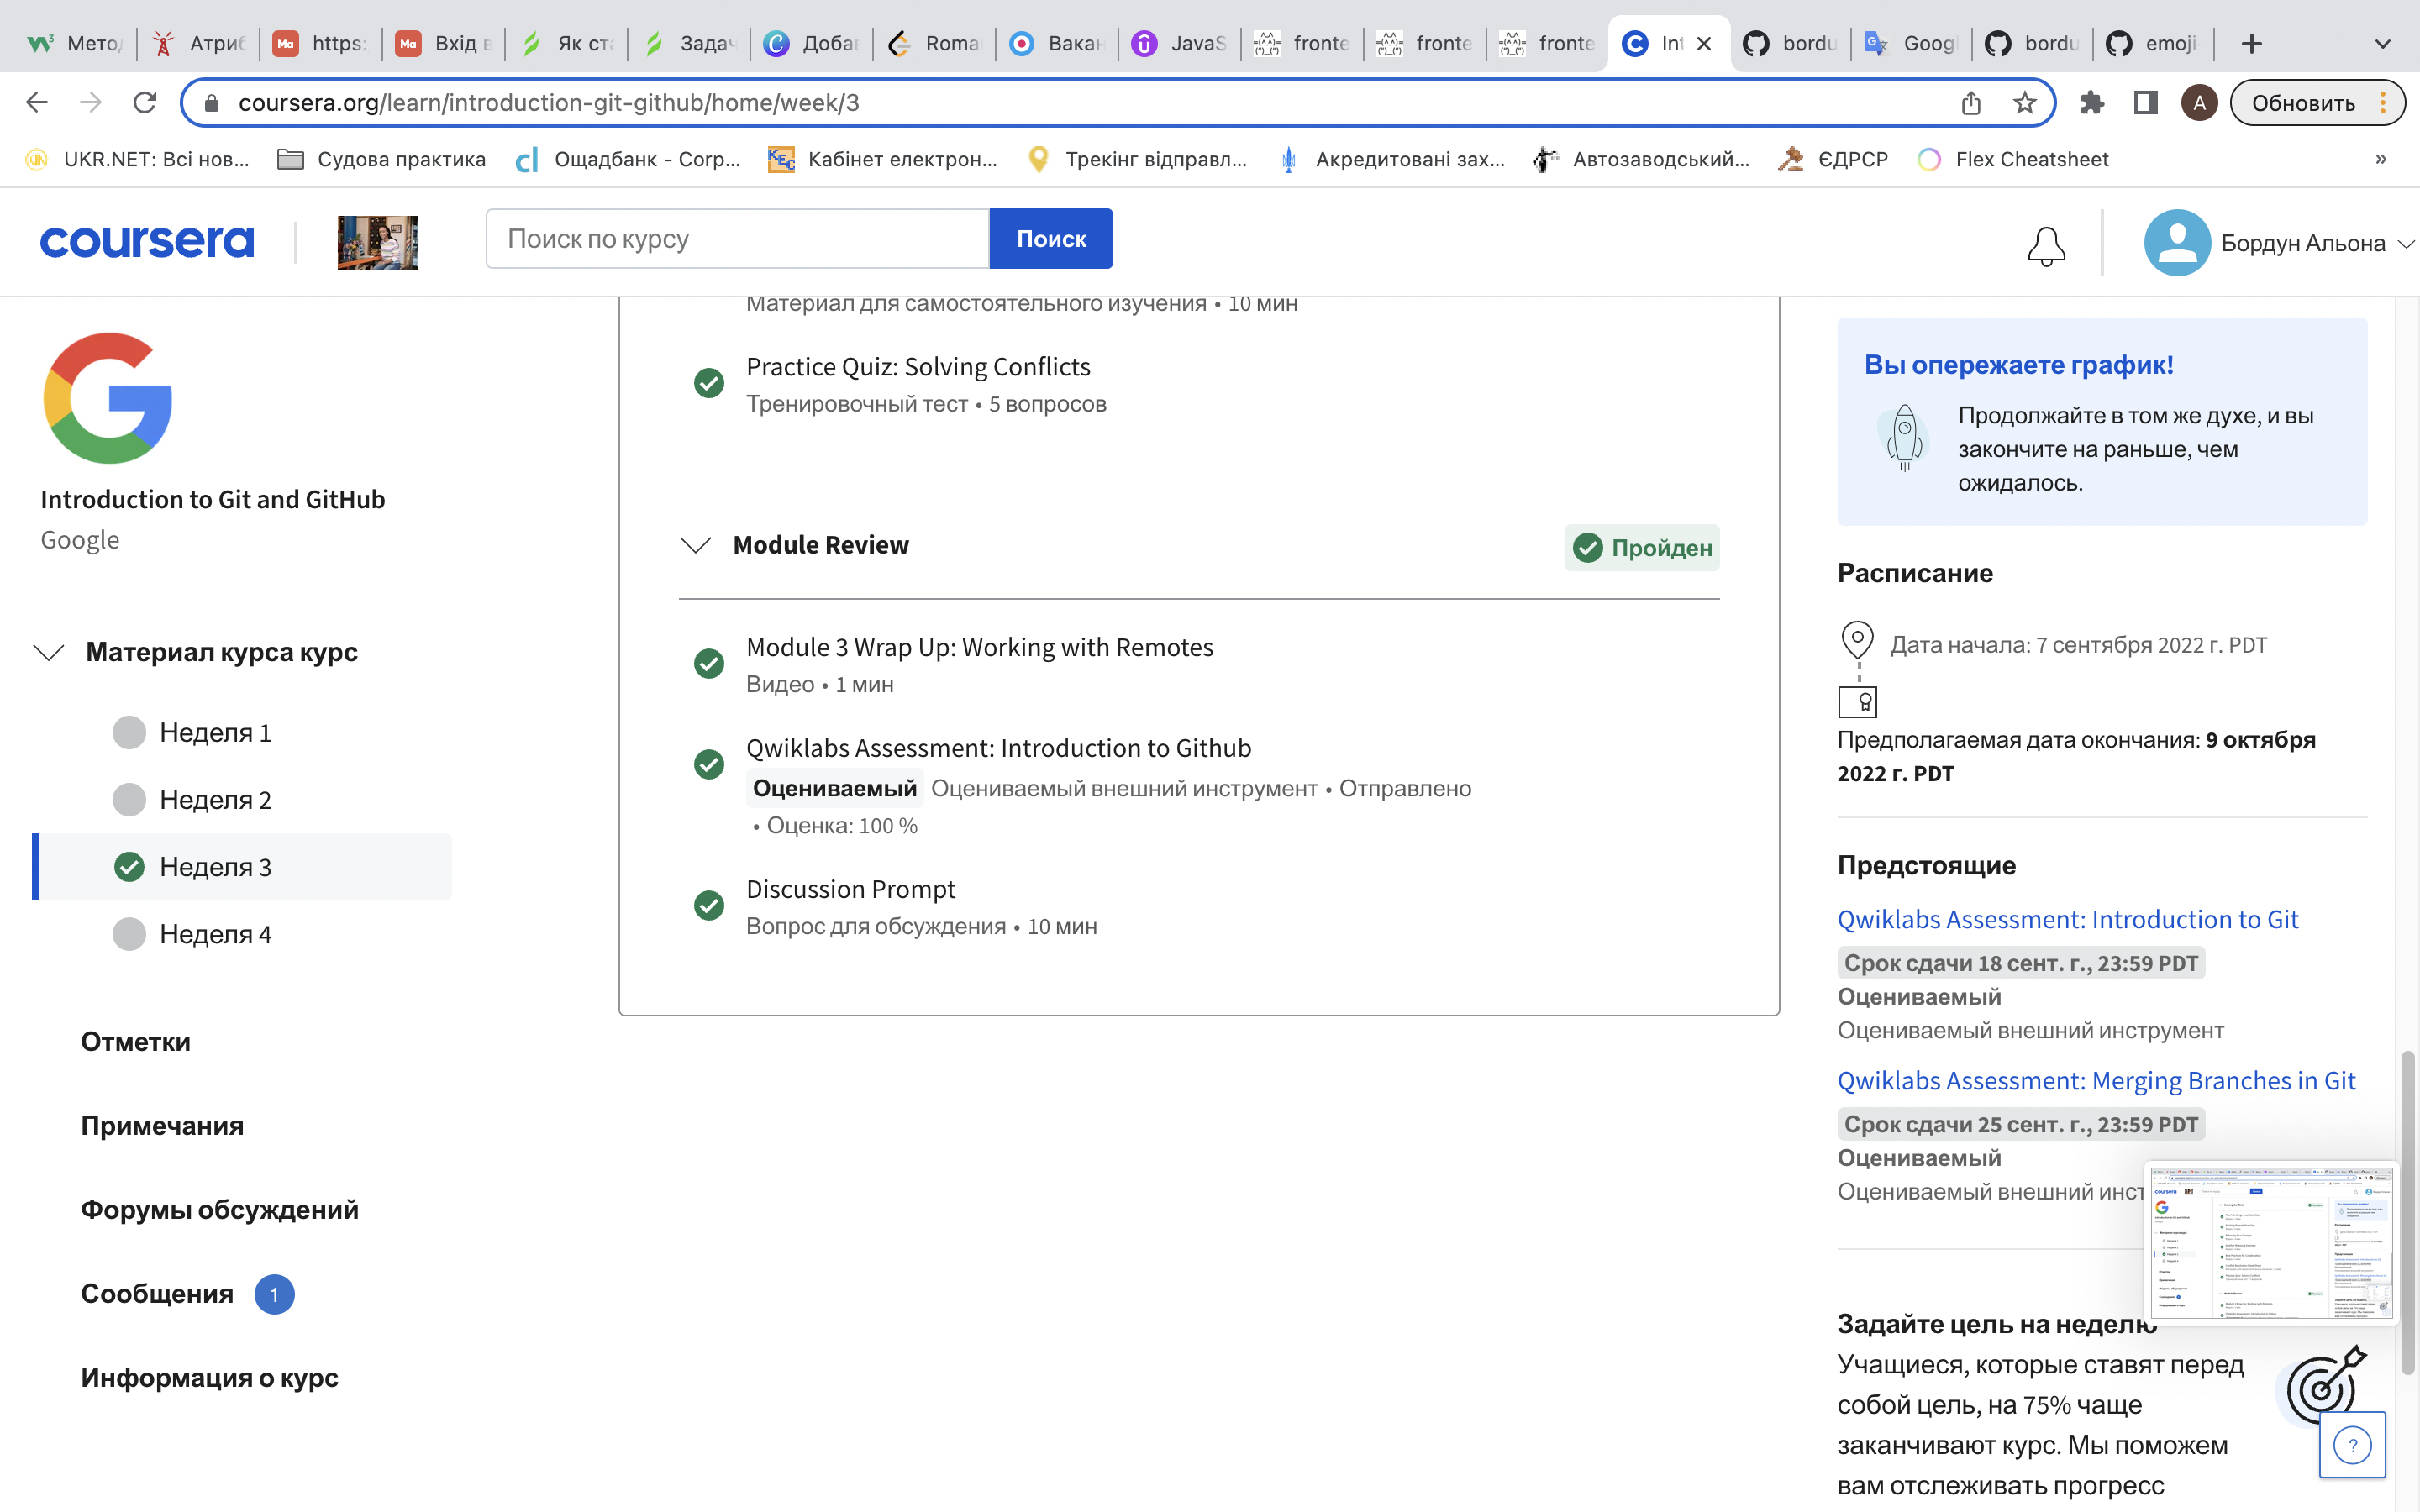 Мето
Атриб
https:
Вхід в
Як ст
Задач
Доба
Roma
Вакан
JavaS
fronte
fronte
fronte
Int
bordu
Googl
bordu
emoji
coursera.org/learn/introduction-git-github/home/week/3
A
Обновить
UKR.NET: Всі нов...
Судова практика
Ощадбанк - Corp...
Кабінет електрон...
Трекінг відправл...
Акредитовані зах...
Автозаводський...
ЄДРСР
Flex Cheatsheet
»
coursera
Поиск по курсу
Поиск
Бордун Альона
Introduction to Git and GitHub
Google
Материал курса курс
Неделя 1
Неделя 2
Неделя 3
Неделя 4
Отметки
Примечания
Форумы обсуждений
Сообщения 1
Информация о курс
Материал для самостоятельного изучения • 10 мин
Practice Quiz: Solving Conflicts
Тренировочный тест • 5 вопросов
Module Review
Пройден
Module 3 Wrap Up: Working with Remotes
Видео • 1 мин
Qwiklabs Assessment: Introduction to Github
Оцениваемый Оцениваемый внешний инструмент • Отправлено
• Оценка: 100 %
Discussion Prompt
Вопрос для обсуждения • 10 мин
Вы опережаете график!
Продолжайте в том же духе, и вы
закончите на раньше, чем
ожидалось.
Расписание
Дата начала: 7 сентября 2022 г. PDT
Предполагаемая дата окончания: 9 октября
2022 г. PDT
Предстоящие
Qwiklabs Assessment: Introduction to Git
Срок сдачи 18 сент. г., 23:59 PDT
Оцениваемый
Оцениваемый внешний инструмент
Qwiklabs Assessment: Merging Branches in Git
Срок сдачи 25 сент. г., 23:59 PDT
Оцениваемый
Оцениваемый внешний инст
Задайте цель на неделю
Учащиеся, которые ставят перед
собой цель, на 75% чаще
заканчивают курс. Мы поможем
вам отслеживать прогресс
?